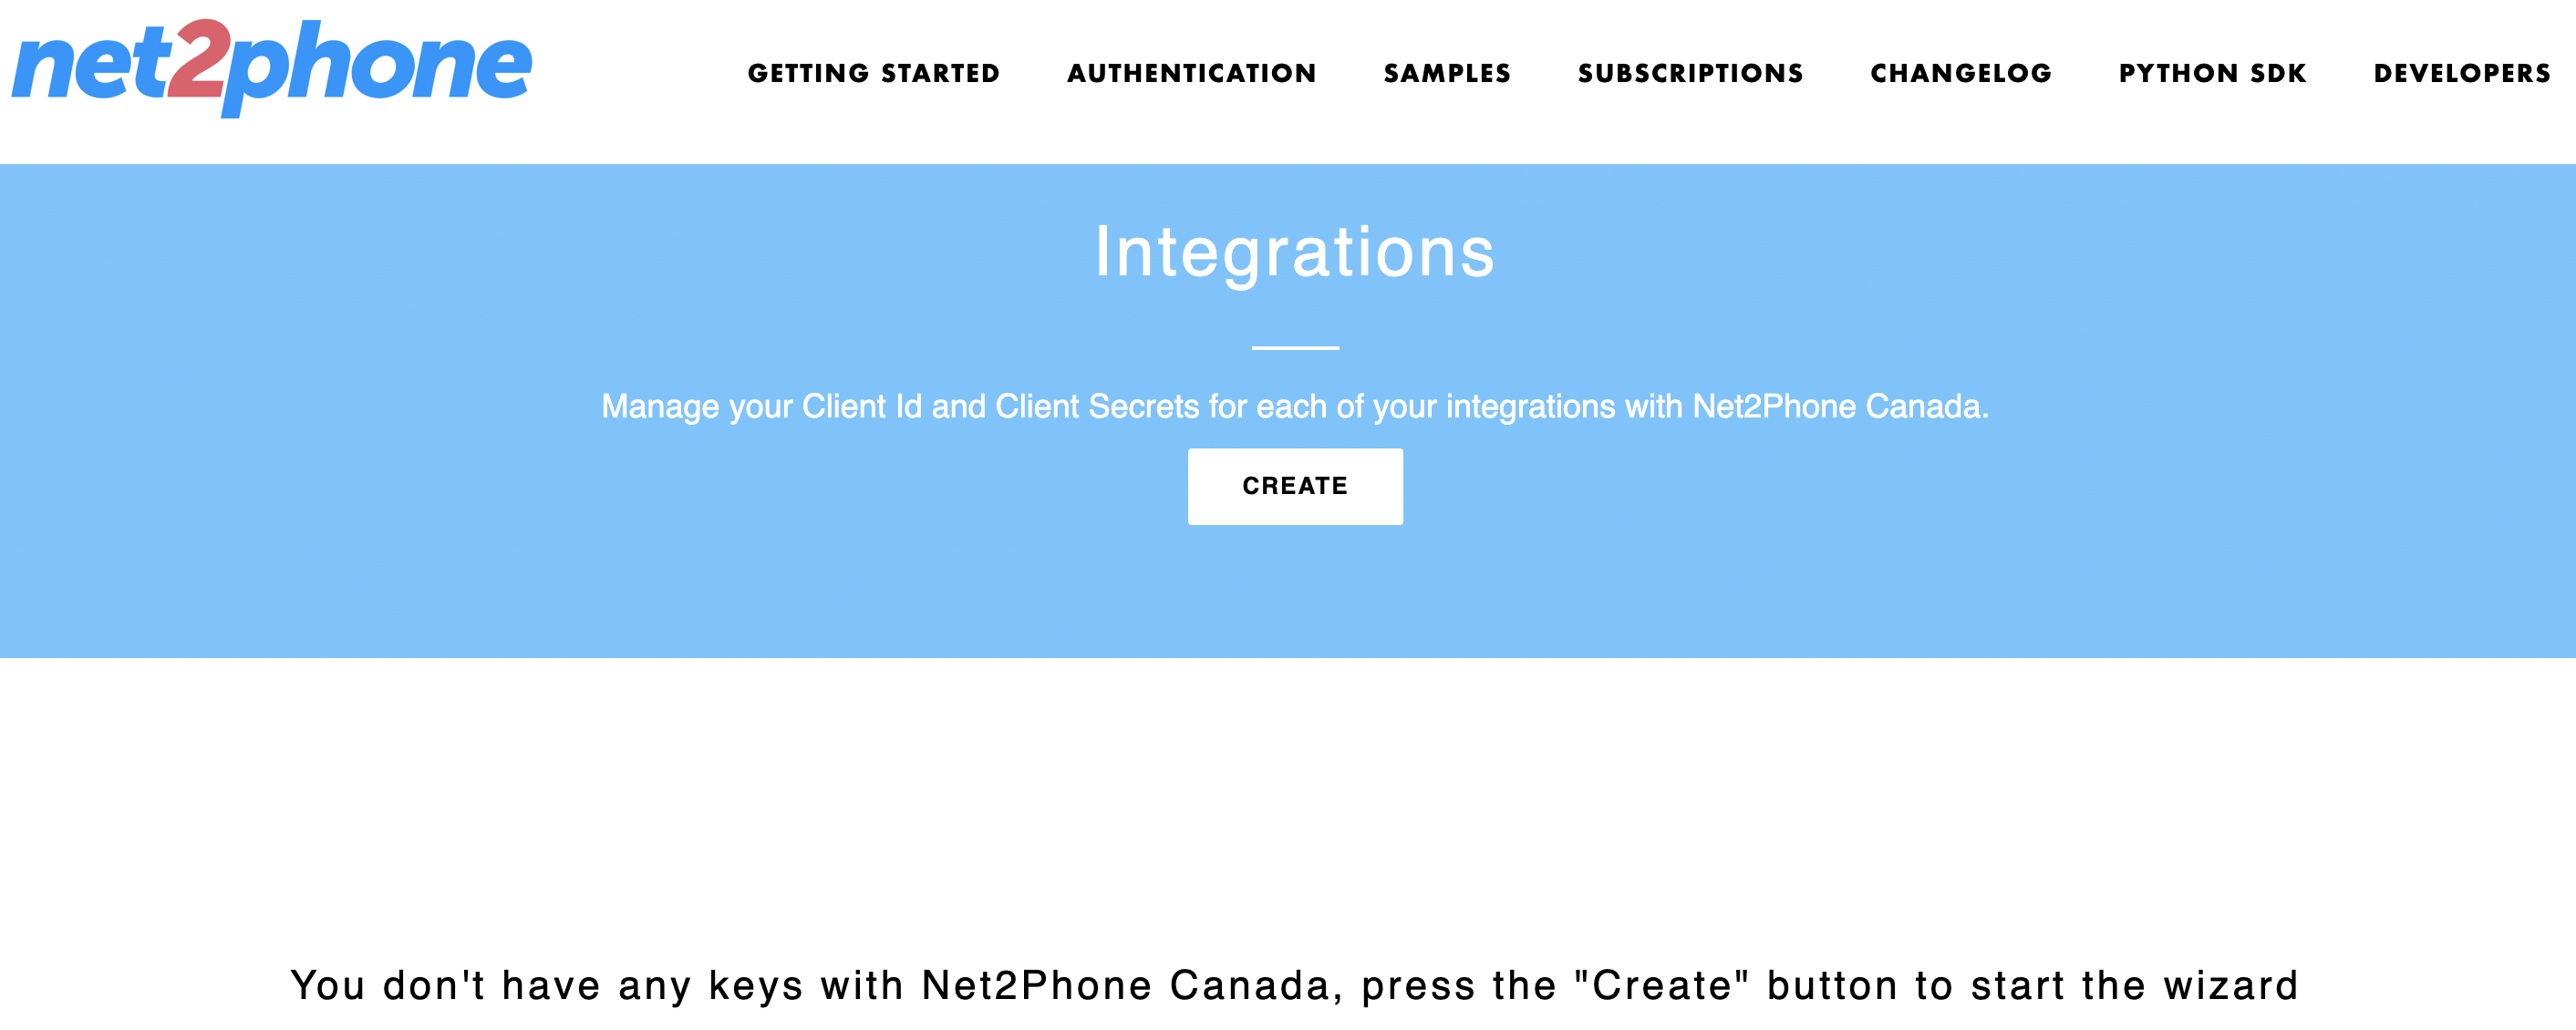 net2phone
GETTING STARTED AUTHENTICATION SAMPLES SUBSCRIPTIONS CHANGELOG PYTHON SDK DEVELOPERS
Integrations
Manage your Client Id and Client Secrets for each of your integrations with Net2Phone Canada.
CREATE
You don't have any keys with Net2Phone Canada, press the "Create" button to start the wizard